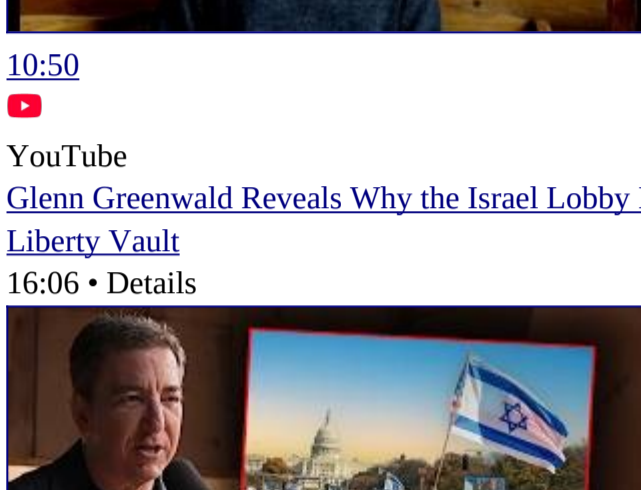 10:50
YouTube
Glenn Greenwald Reveals Why the Israel Lobby
Liberty Vault
16:06 • Details